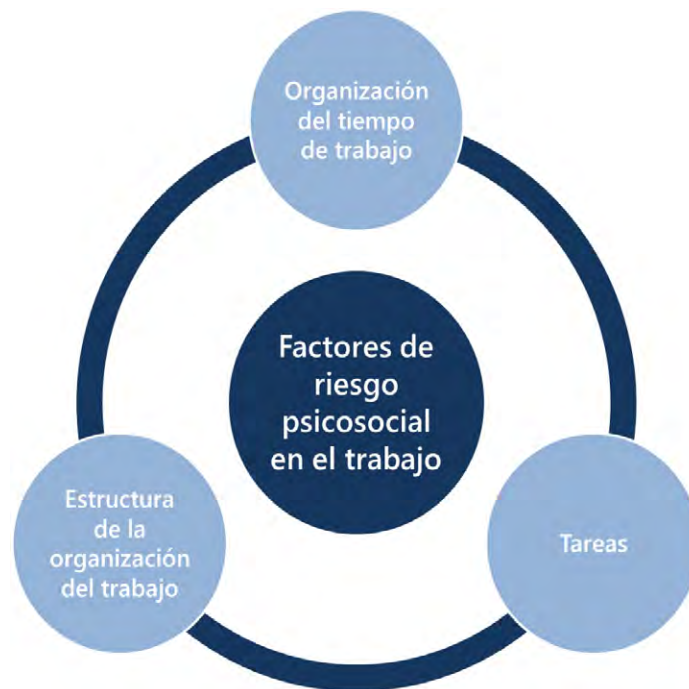 Organización
del tiempo
de trabajo
Factores de
riesgo
psicosocial
en el trabajo
Estructura
de la
organización
del trabajo
Tareas